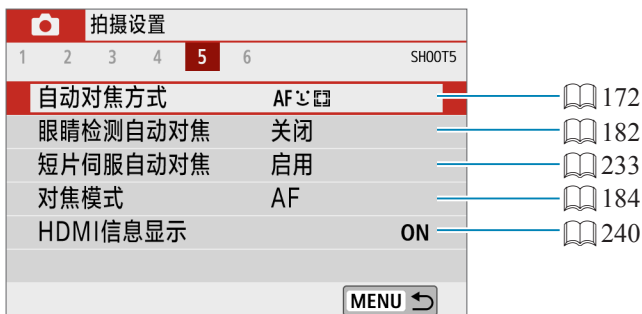 拍摄设置
1 2 3 4 5 6 SHOOT5
自动对焦方式 AF 172
眼睛检测自动对焦 关闭 182
短片伺服自动对焦 启用 233
对焦模式 AF 184
HDMI信息显示 ON 240
MENU